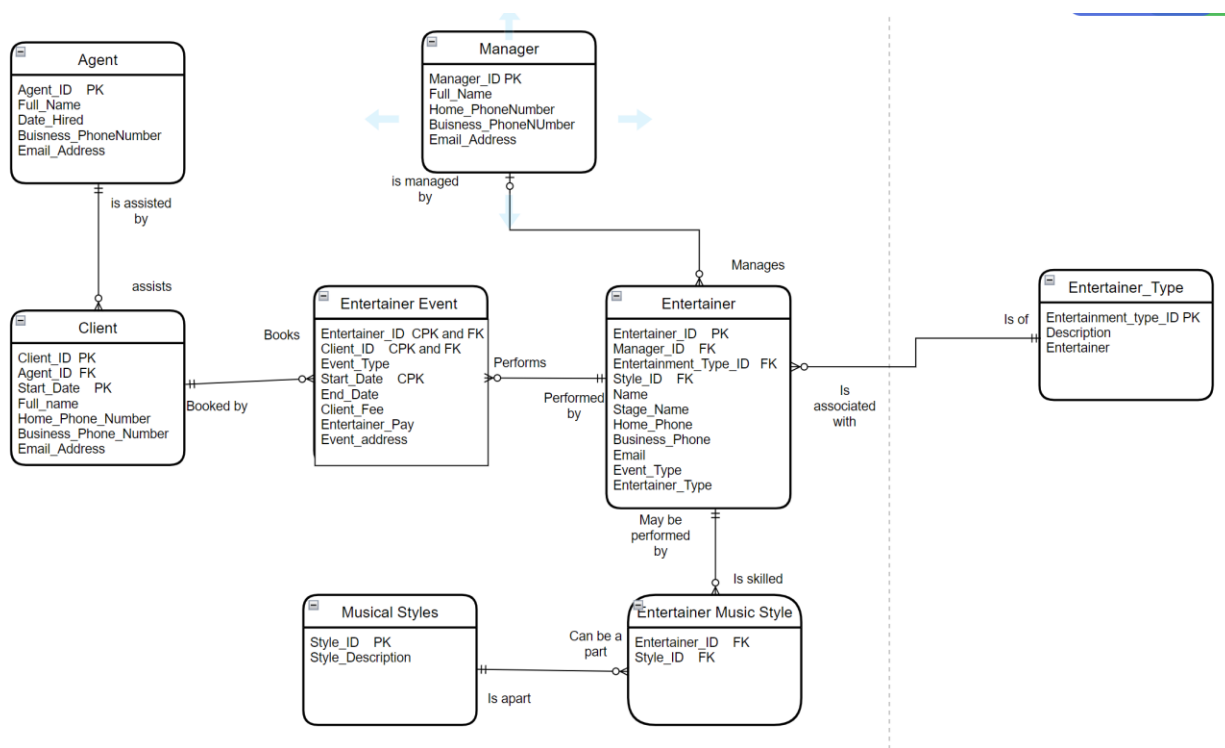 Agent
Agent_ID PK
Full_Name
Date_Hired
Buisness_PhoneNumber
Email_Address
Manager
Manager_ID PK
Full_Name
Home_PhoneNumber
Buisness_PhoneNUmber
Email_Address
is assisted
by
assists
is managed
by
Manages
Client
Client_ID PK
Agent_ID FK
Start_Date PK
Full_name
Home_Phone_Number
Business_Phone_Number
Email_Address
Books
Booked by
Entertainer Event
Entertainer_ID CPK and FK
Client_ID CPK and FK
Event_Type
Start_Date CPK
End_Date
Client_Fee
Entertainer_Pay
Event_address
Performs
Performed
by
Entertainer
Entertainer_ID PK
Manager_ID FK
Entertainment_Type_ID FK
Style_ID FK
Name
Stage_Name
Home_Phone
Business_Phone
Email
Event_Type
Entertainer_Type
Is of
Is
associated
with
Entertainer_Type
Entertainment_type_ID PK
Description
Entertainer
May be
performed
by
Is skilled
Musical Styles
Style_ID PK
Style_Description
Can be a
part
Is apart
Entertainer Music Style
Entertainer_ID FK
Style_ID FK